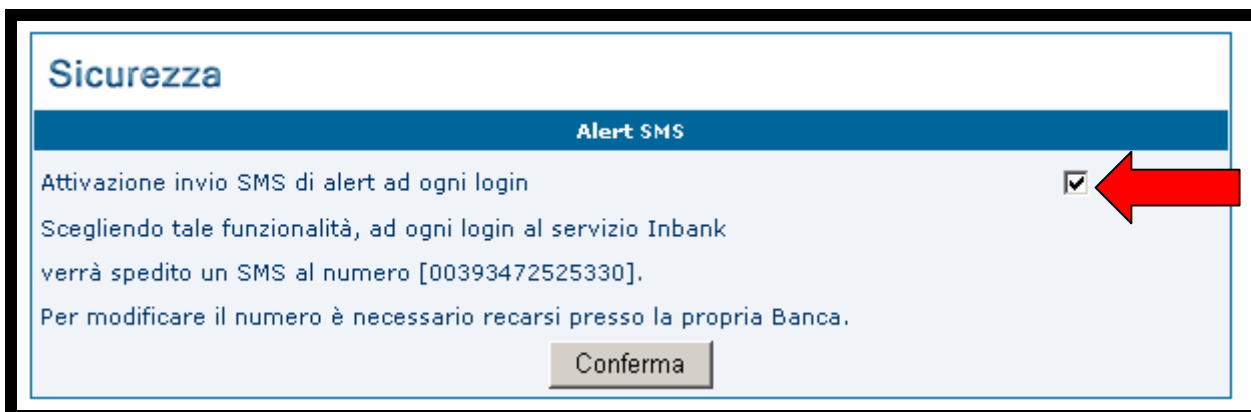 Sicurezza
Alert SMS
Attivazione invio SMS di alert ad ogni login
Scegliendo tale funzionalità, ad ogni login al servizio Inbank
verrà spedito un SMS al numero [00393472525330].
Per modificare il numero è necessario recarsi presso la propria Banca.
Conferma